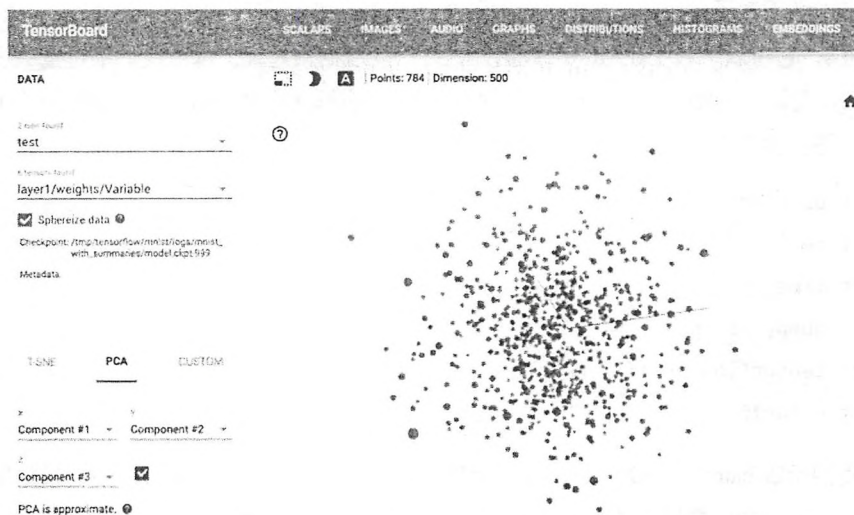 TensorBoard SCALARS IMAGES AUDIO GRAPHS DISTRIBUTIONS HISTOGRAMS EMBEDDINGS
DATA
A Points: 784 Dimension: 500
2 runs found
test
6 tensors found
layer1/weights/Variable
Sphereize data
Checkpoint: /tmp/tensorflow/mnist/logs/mnist_
with_summaries/model.ckpt-999
Metadata:
T-SNE PCA CUSTOM
X Y
Component #1 Component #2
Z
Component #3
PCA is approximate.